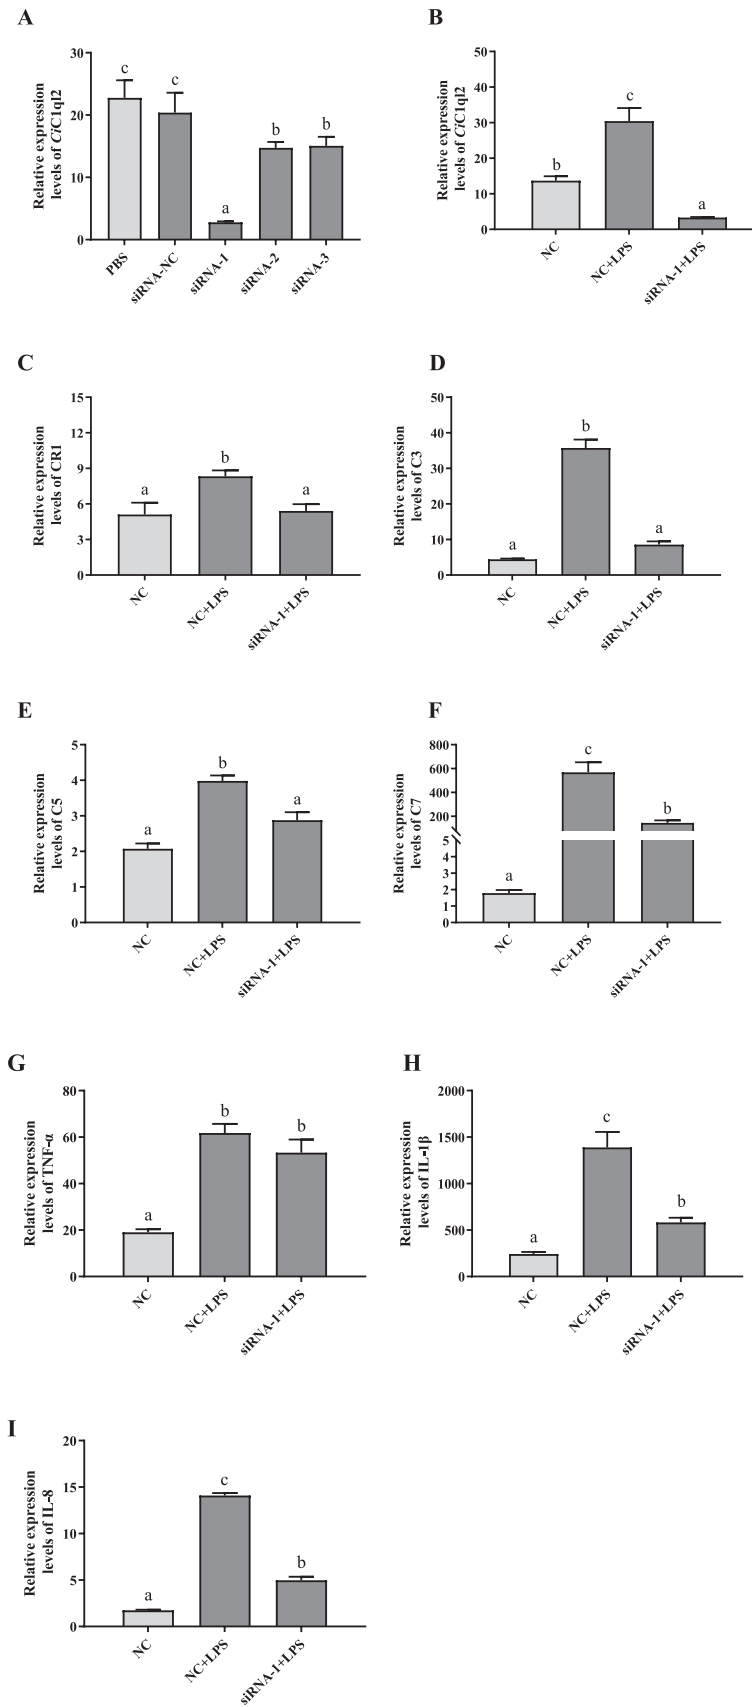 A
Relative expression
levels of CiC1ql2
30
20
10
0
c
c
a
b
b
PBS
siRNA-NC
siRNA-1
siRNA-2
siRNA-3
B
Relative expression
levels of CiC1ql2
50
40
30
20
10
0
b
c
a
NC
NC+LPS
siRNA-1+LPS
C
Relative expression
levels of CR1
15
12
9
6
3
0
a
b
a
NC
NC+LPS
siRNA-1+LPS
D
Relative expression
levels of C3
50
40
30
20
10
0
a
b
a
NC
NC+LPS
siRNA-1+LPS
E
Relative expression
levels of C5
5
4
3
2
1
0
a
b
a
NC
NC+LPS
siRNA-1+LPS
F
Relative expression
levels of C7
800
600
400
200
5
4
3
2
1
0
a
c
b
NC
NC+LPS
siRNA-1+LPS
G
Relative expression
levels of TNF-α
80
60
40
20
0
a
b
b
NC
NC+LPS
siRNA-1+LPS
H
Relative expression
levels of IL-1β
2000
1500
1000
500
0
a
c
b
NC
NC+LPS
siRNA-1+LPS
I
Relative expression
levels of IL-8
20
15
10
5
0
a
c
b
NC
NC+LPS
siRNA-1+LPS